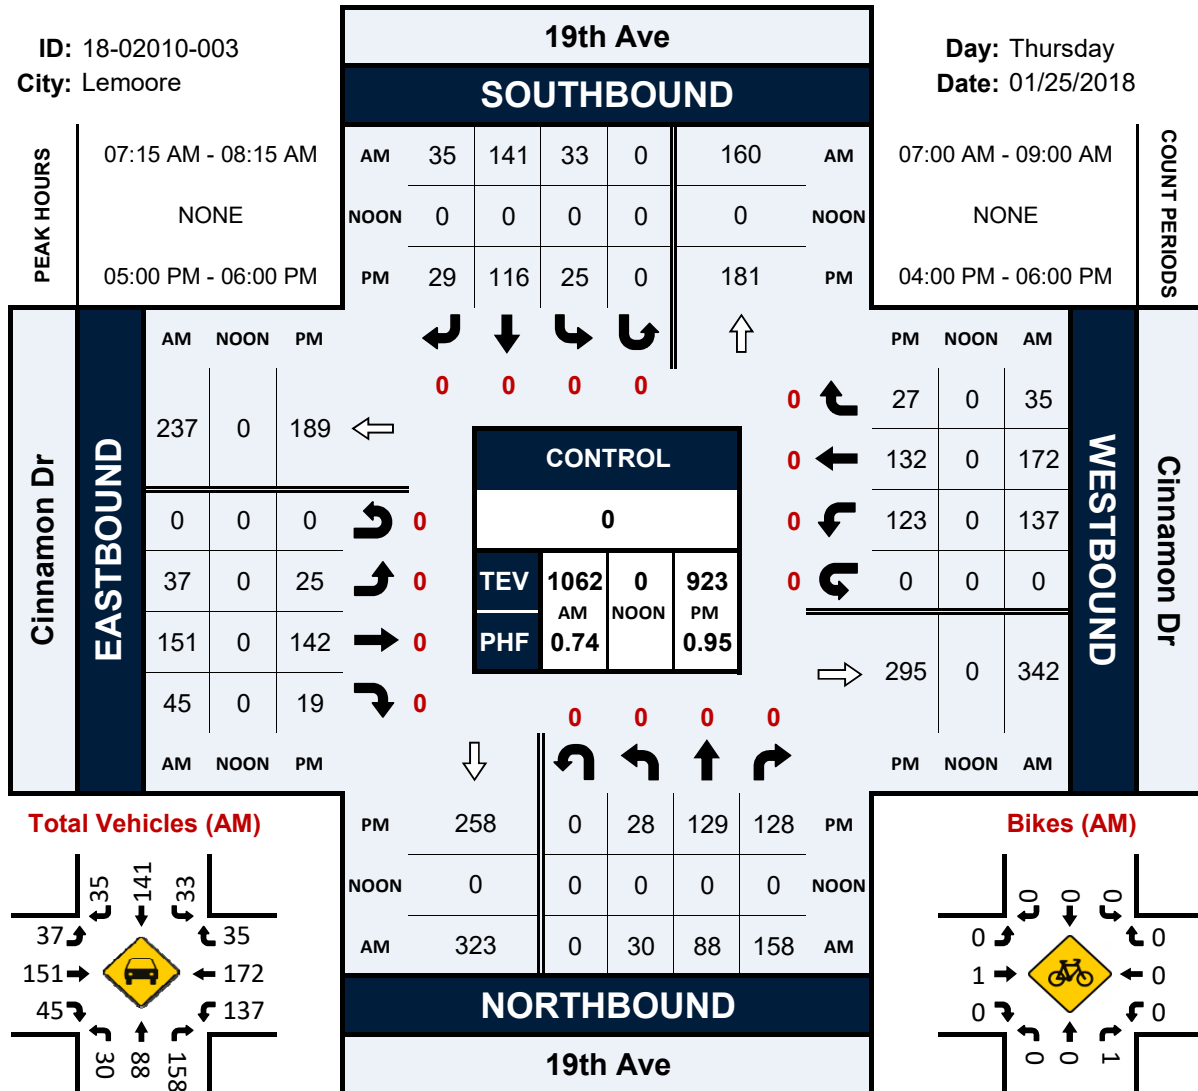 ID: 18-02010-003
City: Lemoore
19th Ave
SOUTHBOUND
Day: Thursday
Date: 01/25/2018
PEAK HOURS
07:15 AM - 08:15 AM
NONE
05:00 PM - 06:00 PM
AM 35 141 33 0 160 AM
NOON 0 0 0 0 0 NOON
PM 29 116 25 0 181 PM
07:00 AM - 09:00 AM
NONE
04:00 PM - 06:00 PM
COUNT PERIODS
0 0 0 0
Cinnamon Dr
EASTBOUND
AM NOON PM
237 0 189
0 0 0 0
37 0 25 0
151 0 142 0
45 0 19 0
AM NOON PM
CONTROL
0
TEV 1062 0 923
AM NOON PM
PHF 0.74 0.95
PM NOON AM
0 27 0 35
0 132 0 172
0 123 0 137
0 0 0 0
295 0 342
PM NOON AM
WESTBOUND
Cinnamon Dr
0 0 0 0
PM 258 0 28 129 128 PM
NOON 0 0 0 0 0 NOON
AM 323 0 30 88 158 AM
NORTHBOUND
19th Ave
Total Vehicles (AM)
35 141 33
37 35
151 172
45 137
30 88 158
Bikes (AM)
0 0 0
0 0
1 0
0 0
0 0 1